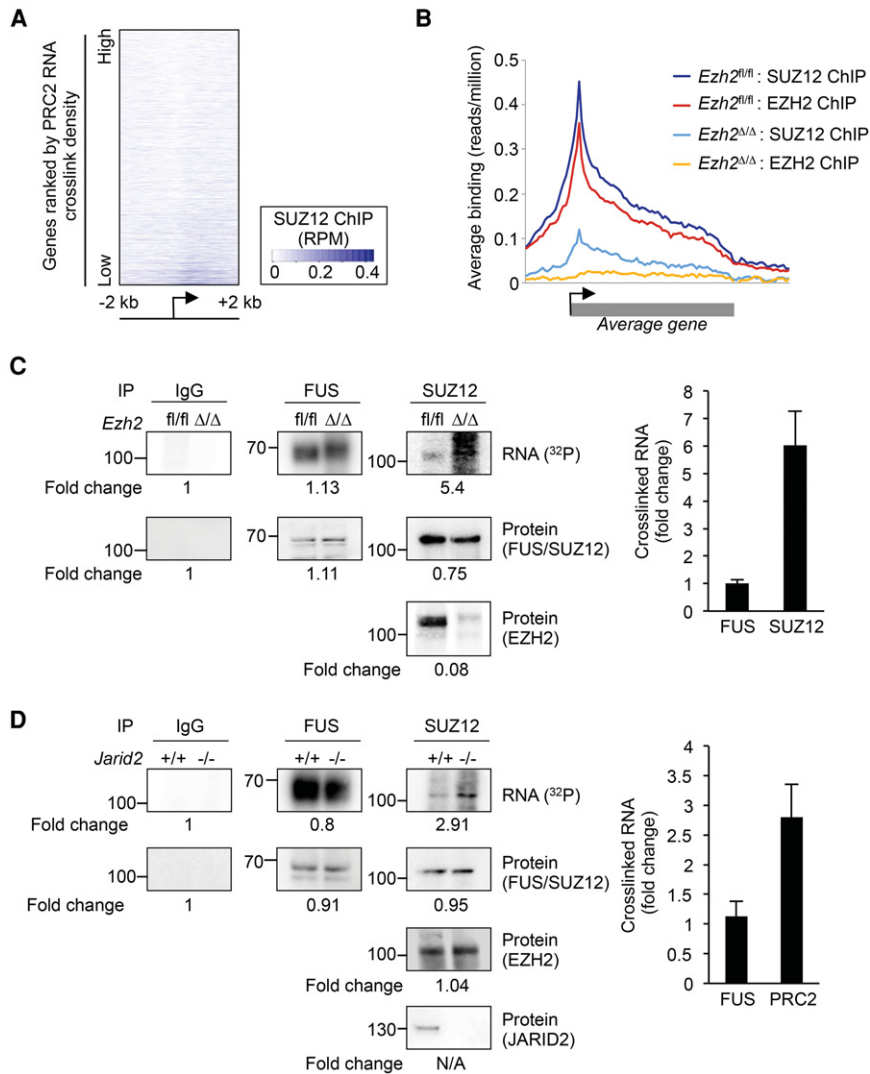 A
Genes ranked by PRC2 RNA
crosslink density
High
Low
-2 kb
+2 kb
SUZ12 ChIP
(RPM)
0
0.2
0.4
B
Average binding (reads/million)
0.5
0.4
0.3
0.2
0.1
0
Ezh2fl/fl : SUZ12 ChIP
Ezh2fl/fl : EZH2 ChIP
Ezh2Δ/Δ : SUZ12 ChIP
Ezh2Δ/Δ : EZH2 ChIP
Average gene
C
IP IgG FUS SUZ12
Ezh2 fl/fl Δ/Δ fl/fl Δ/Δ fl/fl Δ/Δ
100 70 100 RNA (32P)
Fold change 1 1.13 5.4
100 70 100 Protein
(FUS/SUZ12)
Fold change 1 1.11 0.75
100 Protein
(EZH2)
Fold change 0.08
Crosslinked RNA
(fold change)
8
7
6
5
4
3
2
1
0
FUS SUZ12
D
IP IgG FUS SUZ12
Jarid2 +/+ -/- +/+ -/- +/+ -/-
100 70 100 RNA (32P)
Fold change 1 0.8 2.91
100 70 100 Protein
(FUS/SUZ12)
Fold change 1 0.91 0.95
100 Protein
(EZH2)
Fold change 1.04
130 Protein
(JARID2)
Fold change N/A
Crosslinked RNA
(fold change)
4
3.5
3
2.5
2
1.5
1
0.5
0
FUS PRC2